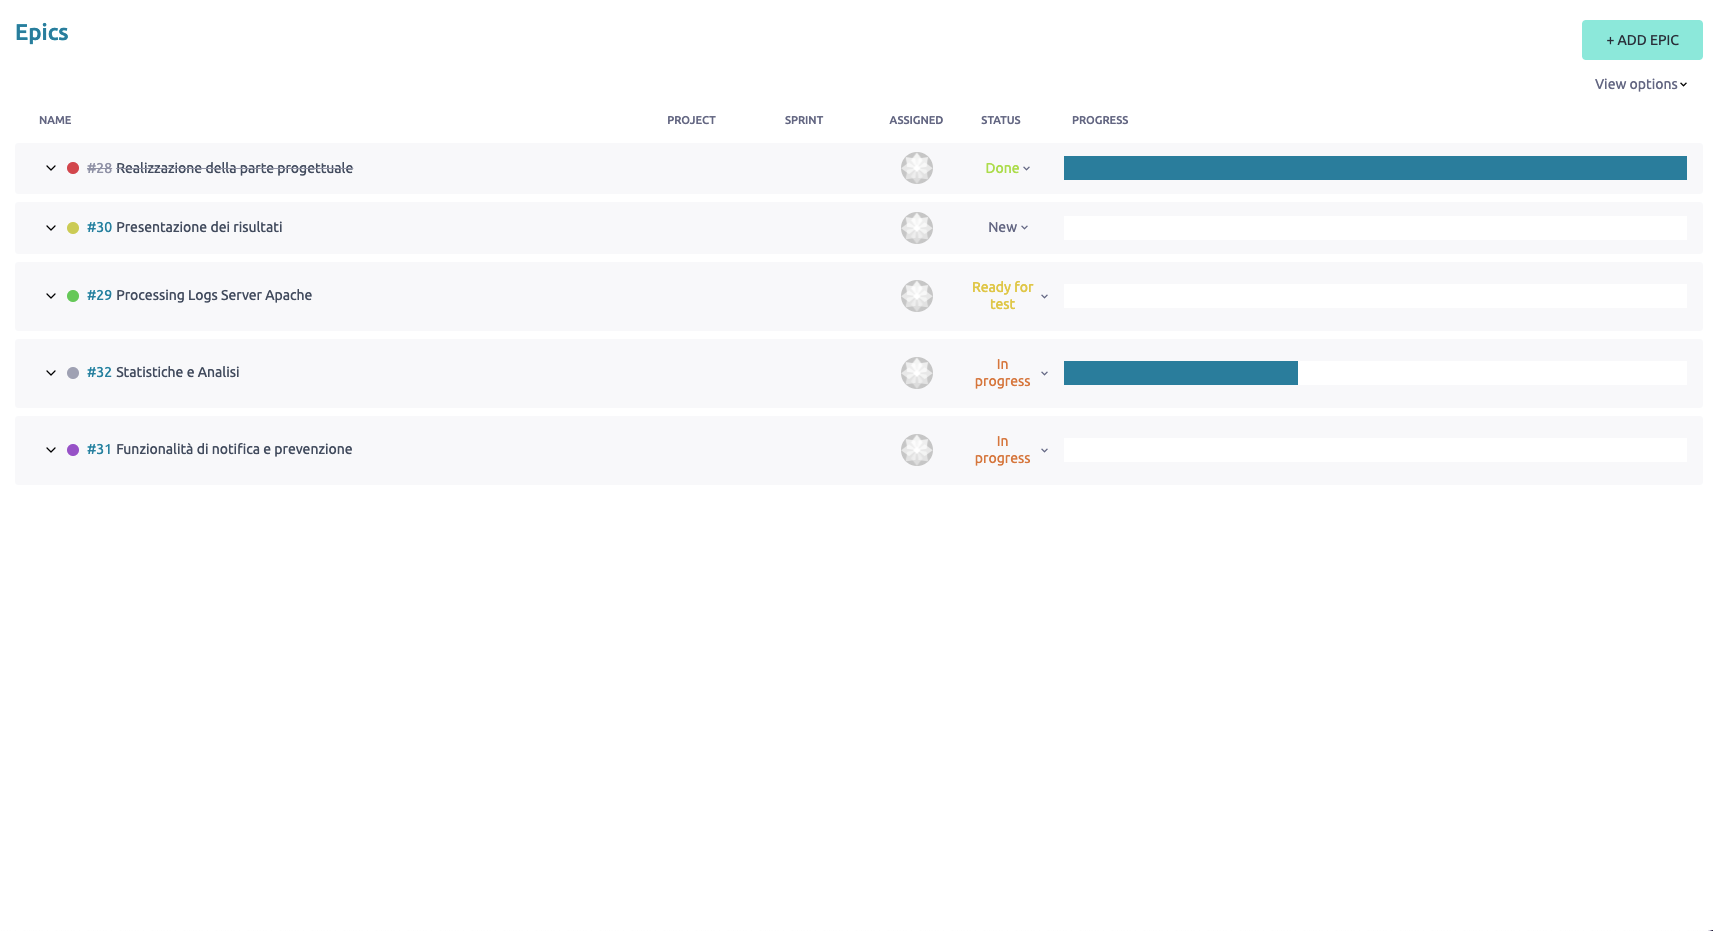 Epics
+ ADD EPIC
View options
NAME PROJECT SPRINT ASSIGNED STATUS PROGRESS
#28 Realizzazione della parte progettuale Done
#30 Presentazione dei risultati New
#29 Processing Logs Server Apache Ready for
test
#32 Statistiche e Analisi In
progress
#31 Funzionalità di notifica e prevenzione In
progress